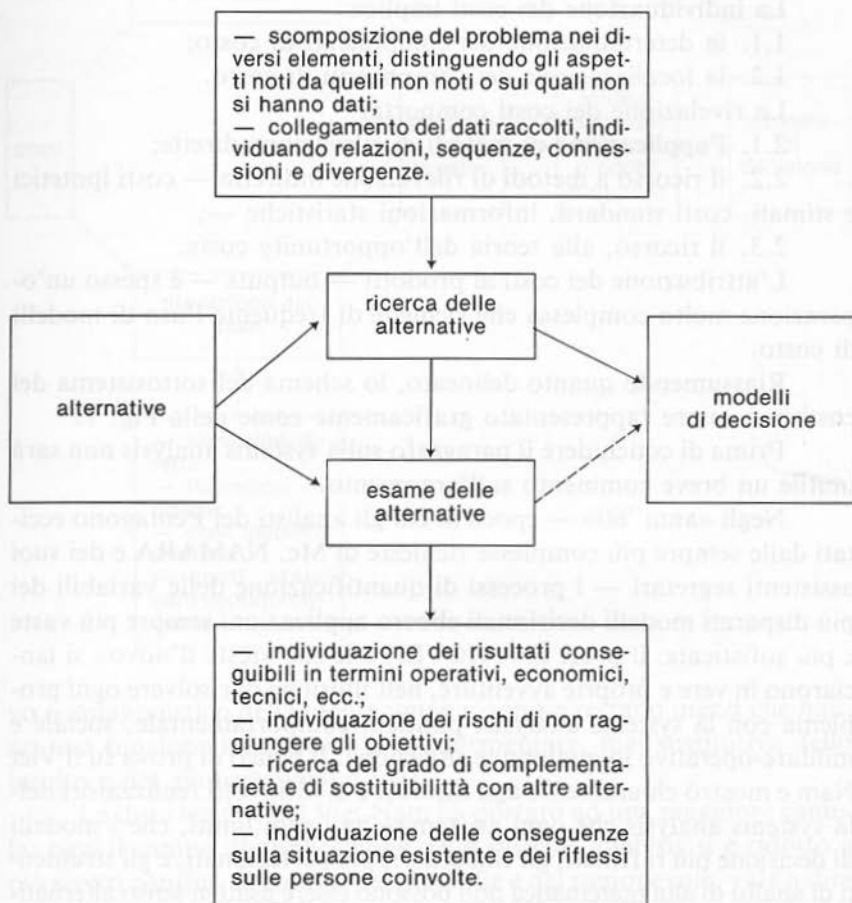 — scomposizione del problema nei di-
versi elementi, distinguendo gli aspet-
ti noti da quelli non noti o sui quali non
si hanno dati;
— collegamento dei dati raccolti, indi-
viduando relazioni, sequenze, connes-
sioni e divergenze.
ricerca delle
alternative
alternative
modelli
di decisione
esame delle
alternative
— individuazione dei risultati conse-
guibili in termini operativi, economici,
tecnici, ecc.;
— individuazione dei rischi di non rag-
giungere gli obiettivi;
— ricerca del grado di complementa-
rietà e di sostituibilittà con altre alter-
native;
— individuazione delle conseguenze
sulla situazione esistente e dei riflessi
sulle persone coinvolte.